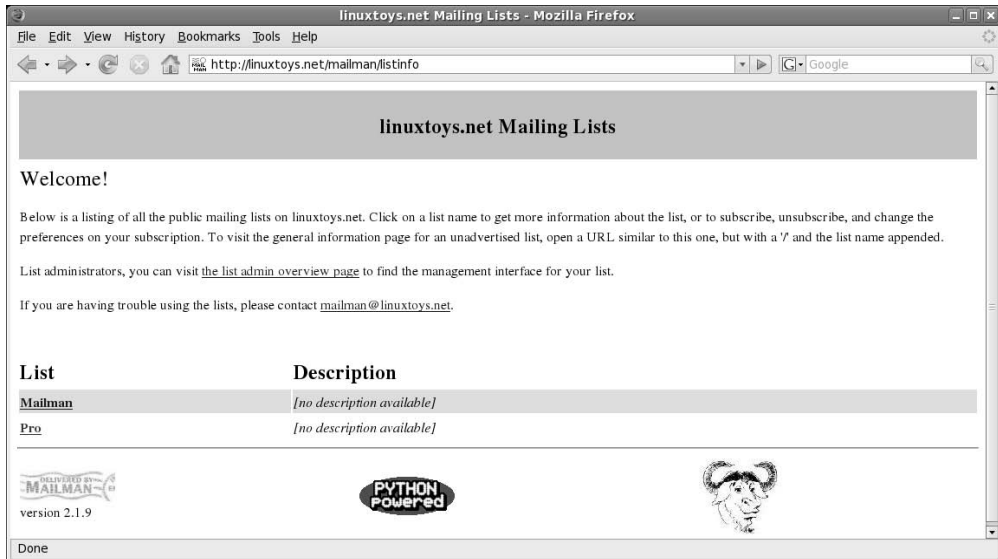 linuxtoys.net Mailing Lists - Mozilla Firefox
File Edit View History Bookmarks Tools Help
http://linuxtoys.net/mailman/listinfo
G Google
linuxtoys.net Mailing Lists
Welcome!
Below is a listing of all the public mailing lists on linuxtoys.net. Click on a list name to get more information about the list, or to subscribe, unsubscribe, and change the
preferences on your subscription. To visit the general information page for an unadvertised list, open a URL similar to this one, but with a '/' and the list name appended.
List administrators, you can visit the list admin overview page to find the management interface for your list.
If you are having trouble using the lists, please contact mailman@linuxtoys.net.
List Description
Mailman [no description available]
Pro [no description available]
DELIVERED BY
MAILMAN
version 2.1.9
PYTHON
Powered
Done